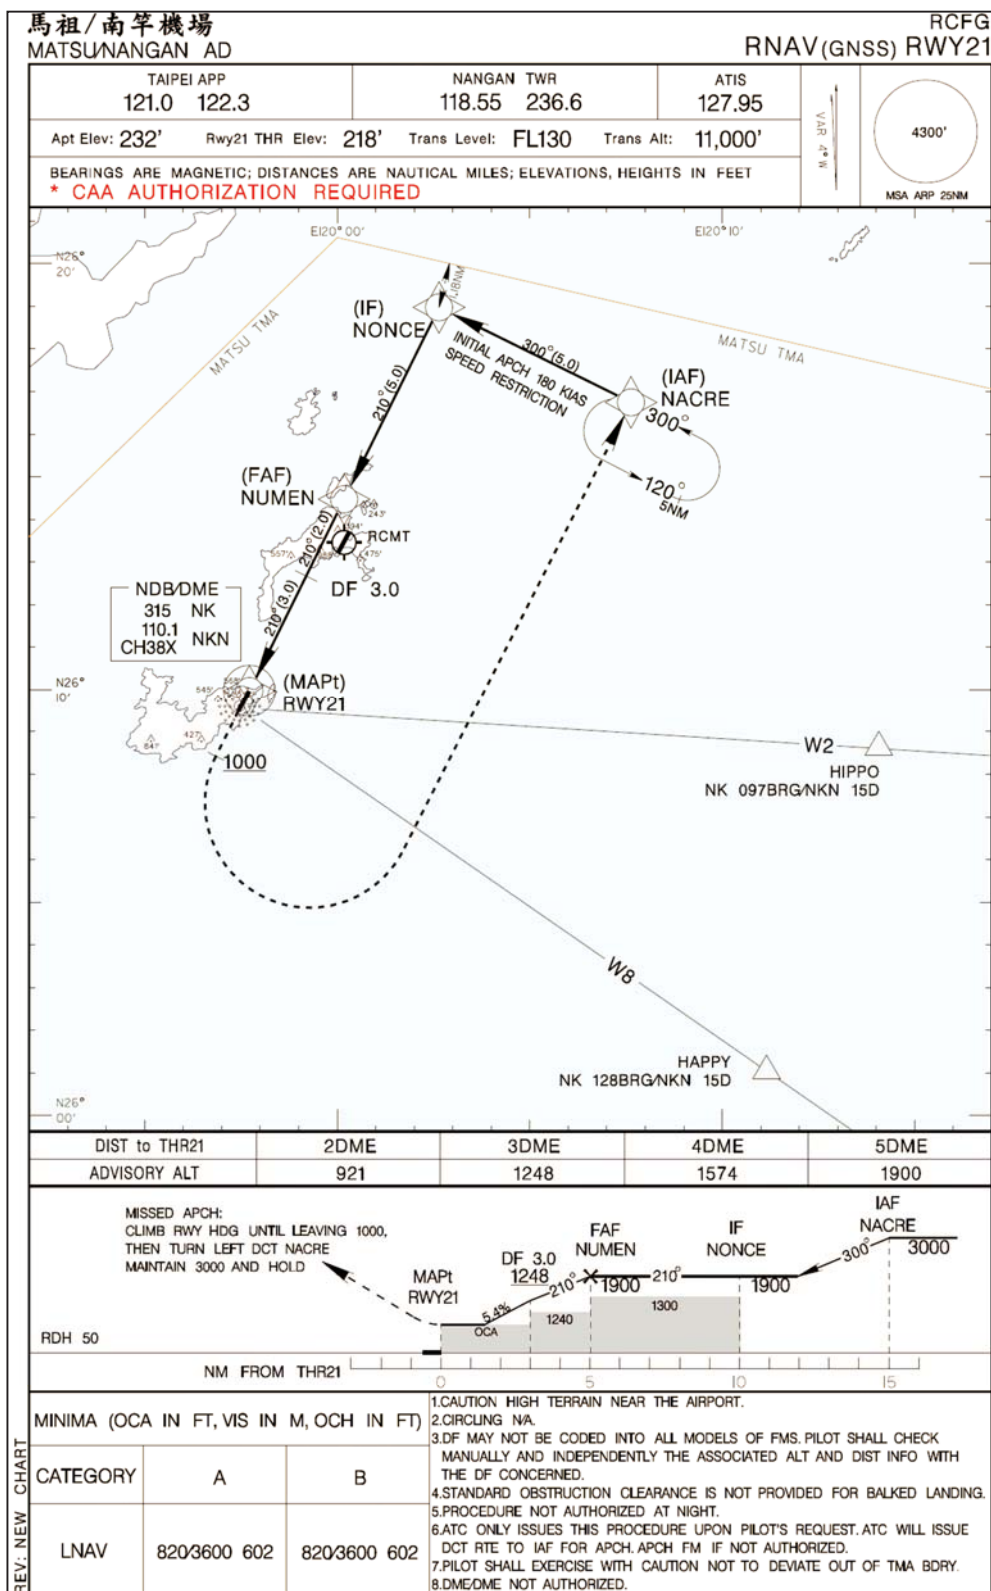 馬祖/南竿機場
RCFG
MATSU/NANGAN AD
RNAV(GNSS) RWY21
TAIPEI APP
121.0 122.3
NANGAN TWR
118.55 236.6
ATIS
127.95
VAR 4° W
4300'
MSA ARP 25NM
Apt Elev: 232' Rwy21 THR Elev: 218' Trans Level: FL130 Trans Alt: 11,000'
BEARINGS ARE MAGNETIC; DISTANCES ARE NAUTICAL MILES; ELEVATIONS, HEIGHTS IN FEET
* CAA AUTHORIZATION REQUIRED
E120° 00'
E120° 10'
N26°
20'
MATSU TMA
MATSU TMA
(IF)
NONCE
300°(5.0)
INITIAL APCH 180 KIAS
SPEED RESTRICTION
(IAF)
NACRE
300°
120°
5NM
210°(5.0)
(FAF)
NUMEN
243'
RCMT
557'
475'
210°(2.0)
DF 3.0
210°(3.0)
NDB/DME
315 NK
110.1
CH38X
NKN
N26°
10'
(MAPt)
RWY21
545'
427'
641'
1000
W2
HIPPO
NK 097BRG/NKN 15D
W8
HAPPY
NK 128BRG/NKN 15D
N26°
00'
DIST to THR21 2DME 3DME 4DME 5DME
ADVISORY ALT 921 1248 1574 1900
MISSED APCH:
CLIMB RWY HDG UNTIL LEAVING 1000,
THEN TURN LEFT DCT NACRE
MAINTAIN 3000 AND HOLD
IAF
NACRE
3000
300°
IF
NONCE
1900
210°
FAF
NUMEN
1900
210°
DF 3.0
1248
MAPt
RWY21
5.4%
OCA
1240
1300
RDH 50
NM FROM THR21
0 5 10 15
MINIMA (OCA IN FT, VIS IN M, OCH IN FT)
CATEGORY A B
LNAV 820/3600 602 820/3600 602
1.CAUTION HIGH TERRAIN NEAR THE AIRPORT.
2.CIRCLING N/A.
3.DF MAY NOT BE CODED INTO ALL MODELS OF FMS. PILOT SHALL CHECK
MANUALLY AND INDEPENDENTLY THE ASSOCIATED ALT AND DIST INFO WITH
THE DF CONCERNED.
4.STANDARD OBSTRUCTION CLEARANCE IS NOT PROVIDED FOR BALKED LANDING.
5.PROCEDURE NOT AUTHORIZED AT NIGHT.
6.ATC ONLY ISSUES THIS PROCEDURE UPON PILOT'S REQUEST. ATC WILL ISSUE
DCT RTE TO IAF FOR APCH. APCH FM IF NOT AUTHORIZED.
7.PILOT SHALL EXERCISE WITH CAUTION NOT TO DEVIATE OUT OF TMA BDRY.
8.DME/DME NOT AUTHORIZED.
REV: NEW CHART